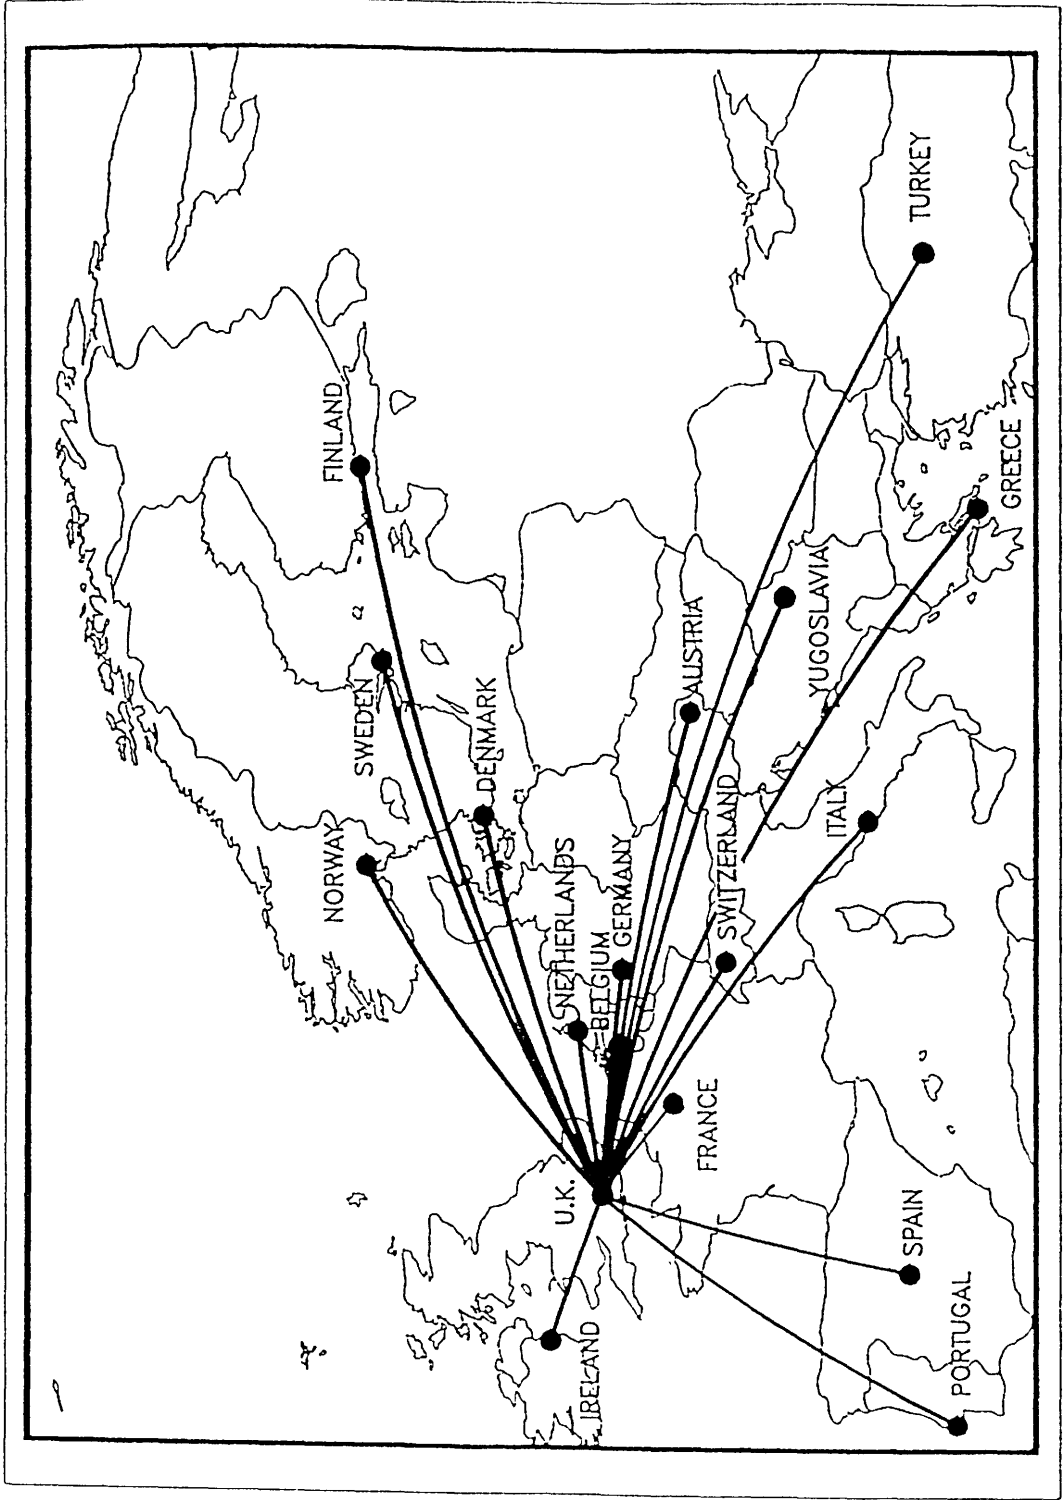 FINLAND
SWEDEN
NORWAY
DENMARK
NETHERLANDS
BELGIUM
GERMANY
U.K.
IRELAND
FRANCE
SWITZERLAND
AUSTRIA
YUGOSLAVIA
ITALY
TURKEY
GREECE
SPAIN
PORTUGAL